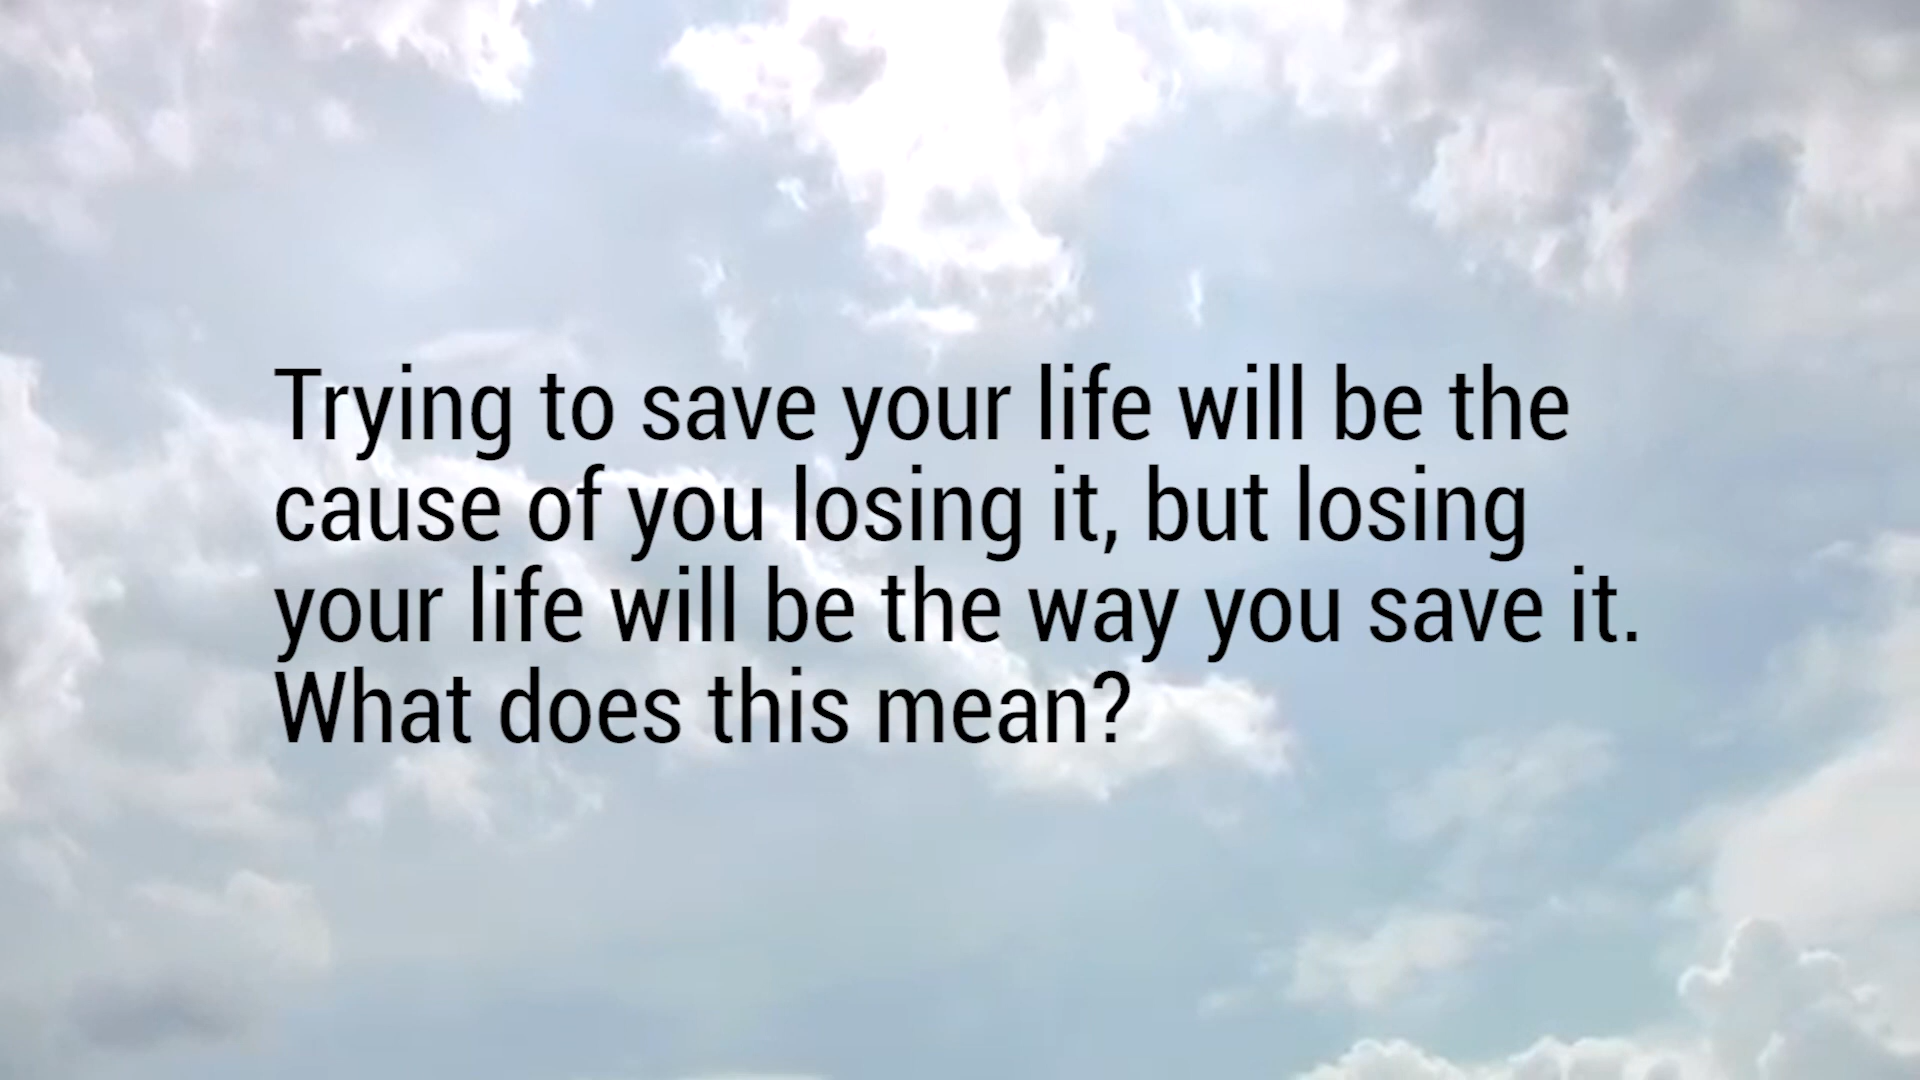 Trying to save your life will be the
cause of you losing it, but losing
your life will be the way you save it.
What does this mean?